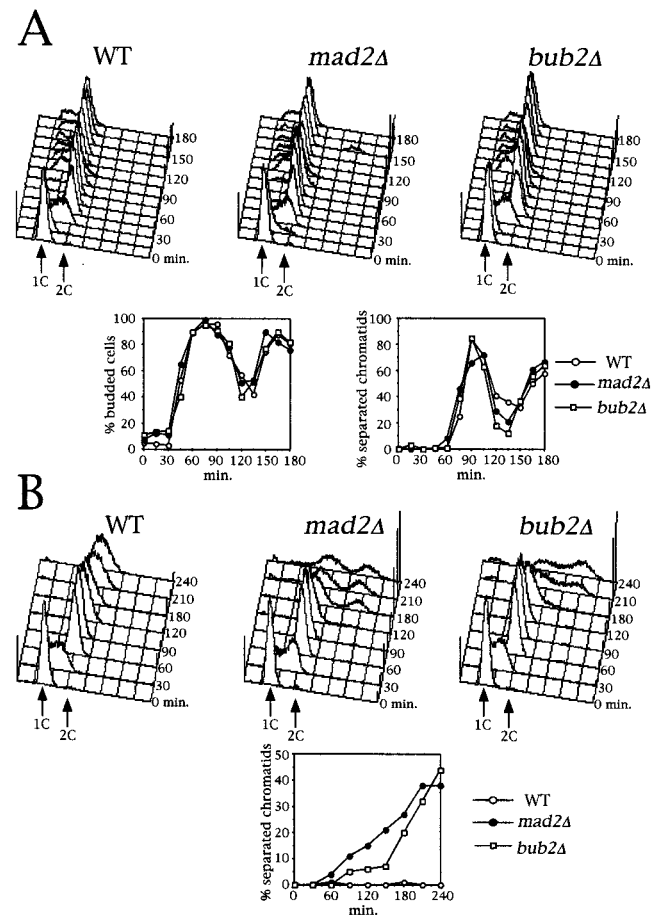 A
WT mad2Δ bub2Δ
180
150
120
90
60
30
0 min.
1C 2C
180
150
120
90
60
30
0 min.
1C 2C
180
150
120
90
60
30
0 min.
1C 2C
% budded cells
100
80
60
40
20
0
0 30 60 90 120 150 180
min.
% separated chromatids
100
80
60
40
20
0
0 30 60 90 120 150 180
min.
WT
mad2Δ
bub2Δ
B
WT mad2Δ bub2Δ
240
210
180
120
90
60
30
0 min.
1C 2C
240
210
180
120
90
60
30
0 min.
1C 2C
240
210
180
120
90
60
30
0 min.
1C 2C
% separated chromatids
50
40
30
20
10
0
0 60 120 180 240
min.
WT
mad2Δ
bub2Δ